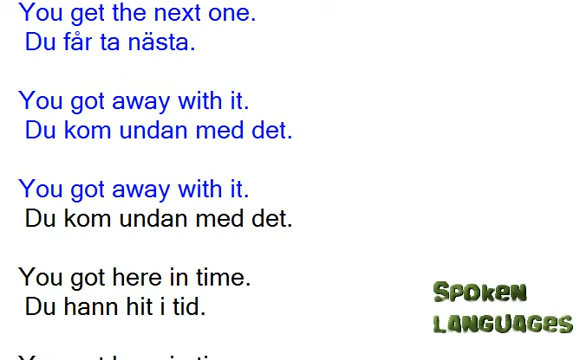 You get the next one.
Du får ta nästa.
You got away with it.
Du kom undan med det.
You got away with it.
Du kom undan med det.
You got here in time.
Du hann hit i tid.
Spoken
Languages